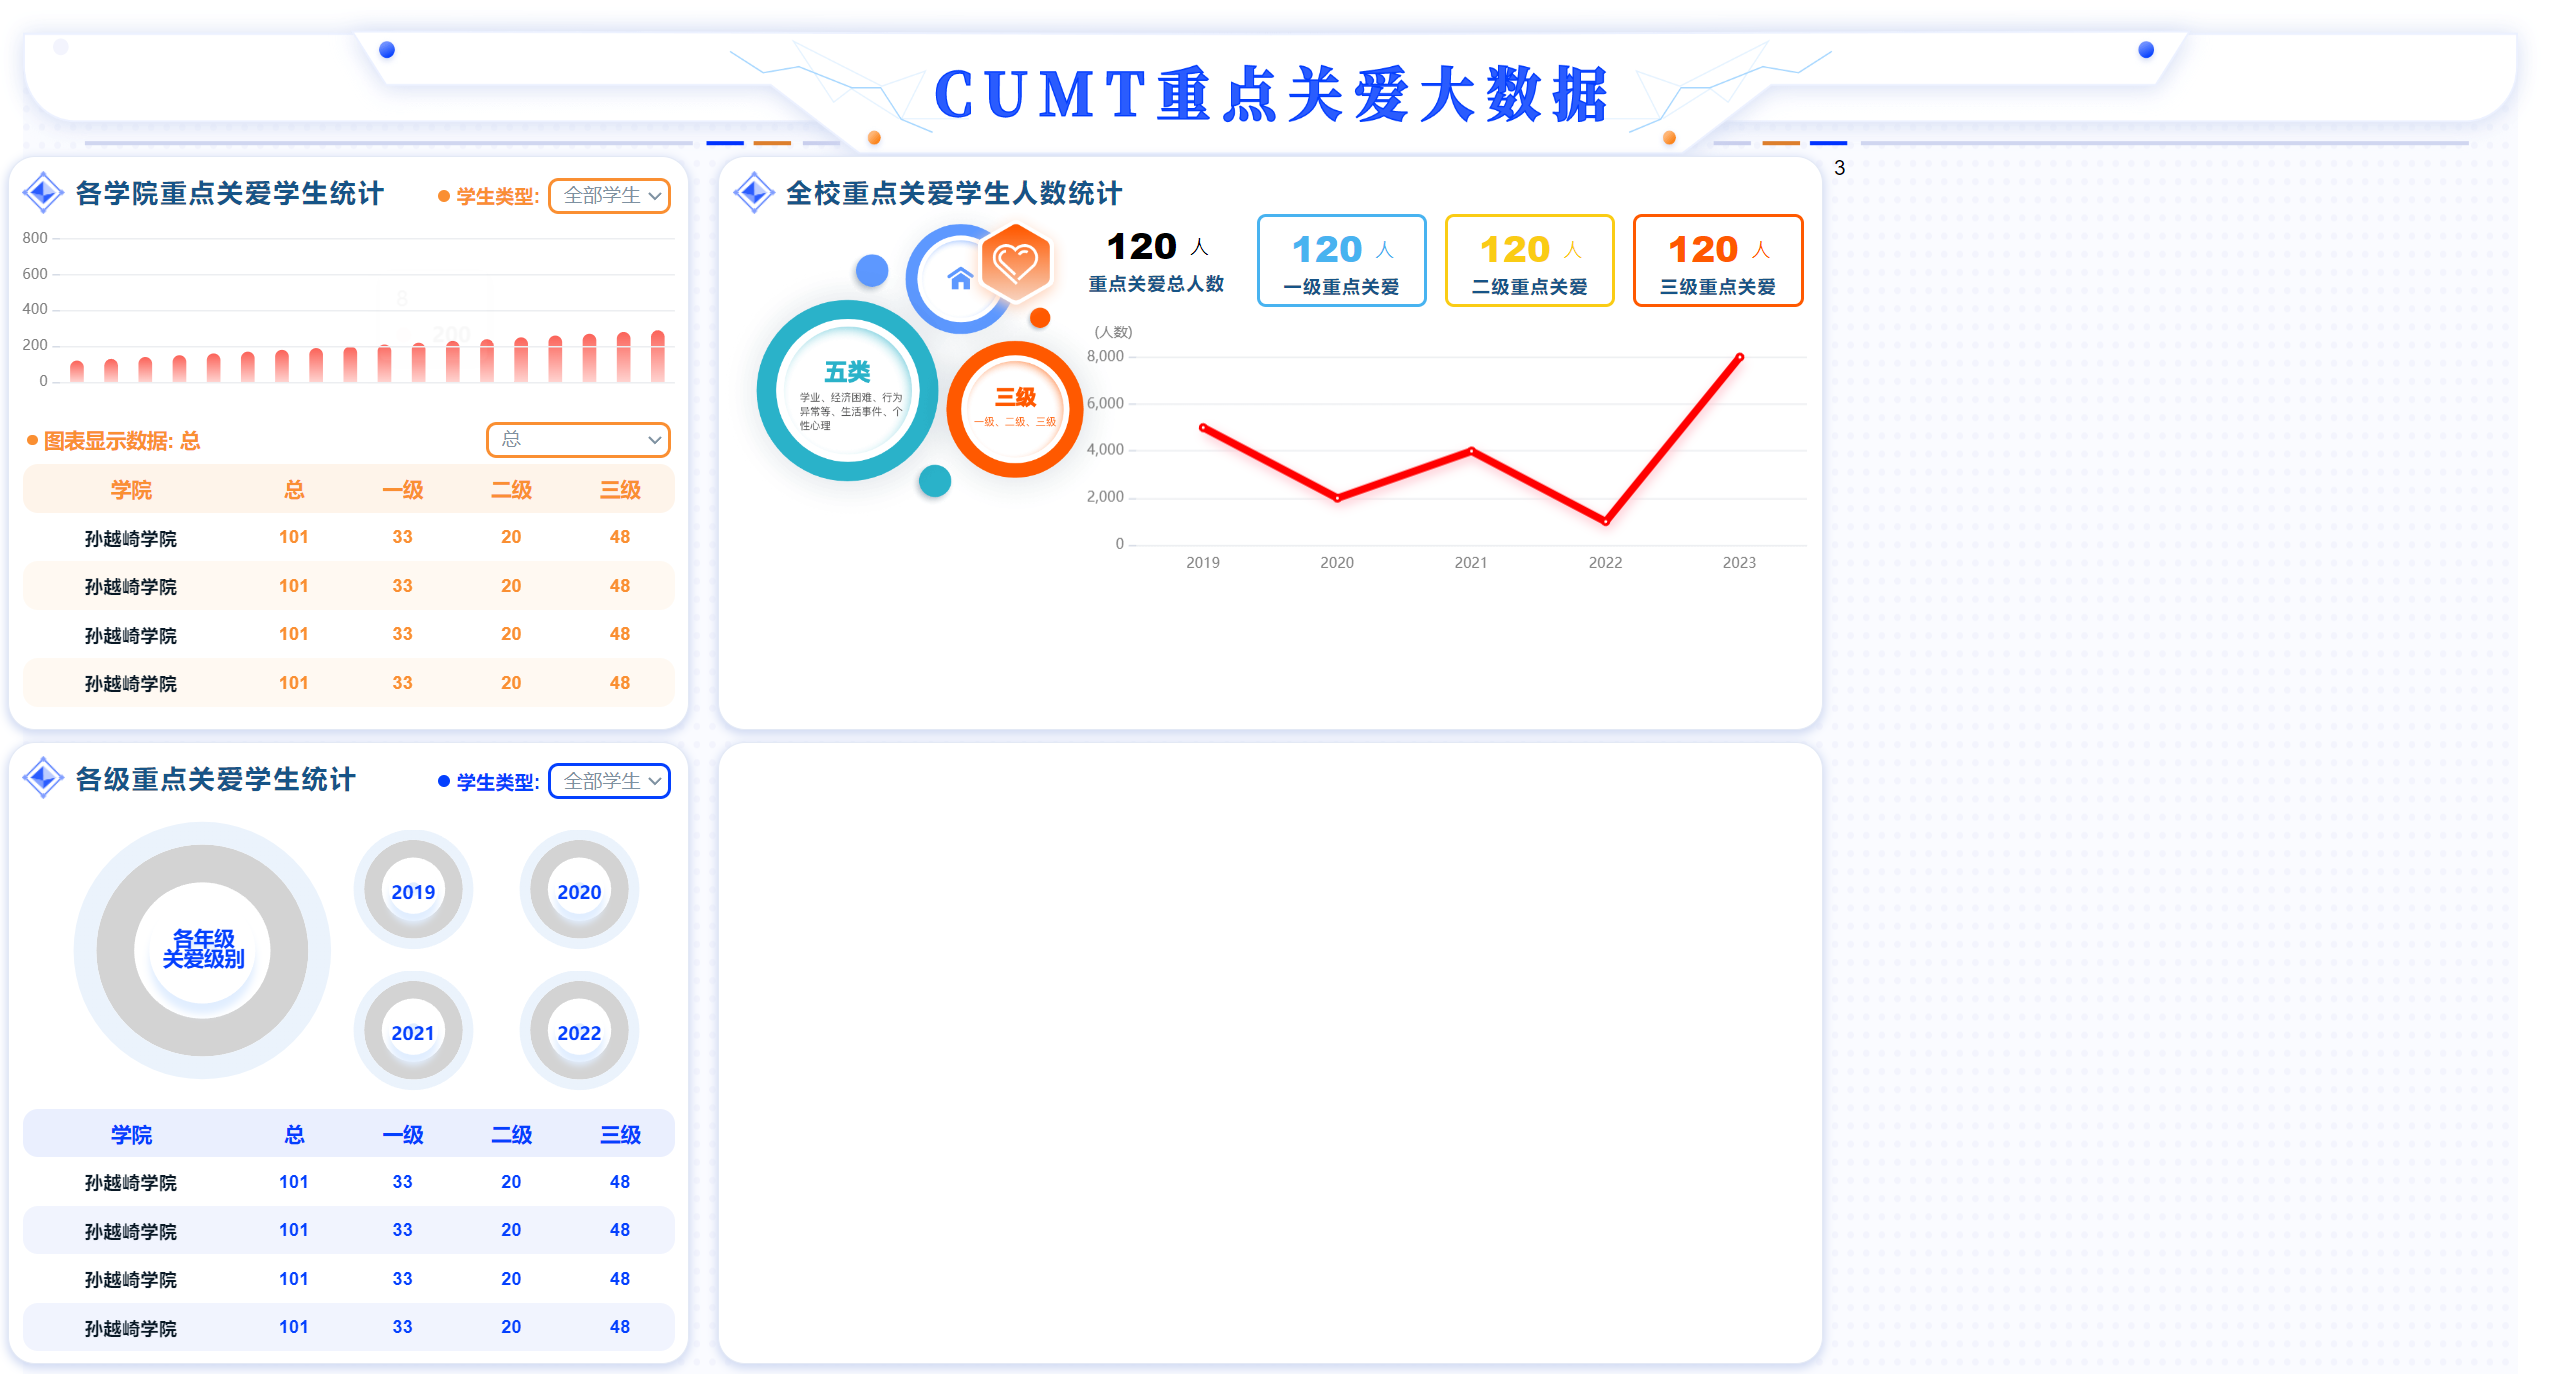 CUMT重点关爱大数据
各学院重点关爱学生统计
学生类型:
全部学生
800
600
400
200
0
8
200
图表显示数据: 总
总
学院 总 一级 二级 三级
孙越崎学院 101 33 20 48
孙越崎学院 101 33 20 48
孙越崎学院 101 33 20 48
孙越崎学院 101 33 20 48
各级重点关爱学生统计
学生类型:
全部学生
各年级
关爱级别
2019
2020
2021
2022
学院 总 一级 二级 三级
孙越崎学院 101 33 20 48
孙越崎学院 101 33 20 48
孙越崎学院 101 33 20 48
孙越崎学院 101 33 20 48
全校重点关爱学生人数统计
五类
学业、经济困难、行为
异常等、生活事件、个
性心理
三级
一级、二级、三级
120 人
重点关爱总人数
120 人
一级重点关爱
120 人
二级重点关爱
120 人
三级重点关爱
(人数)
8,000
6,000
4,000
2,000
0
2019 2020 2021 2022 2023
3